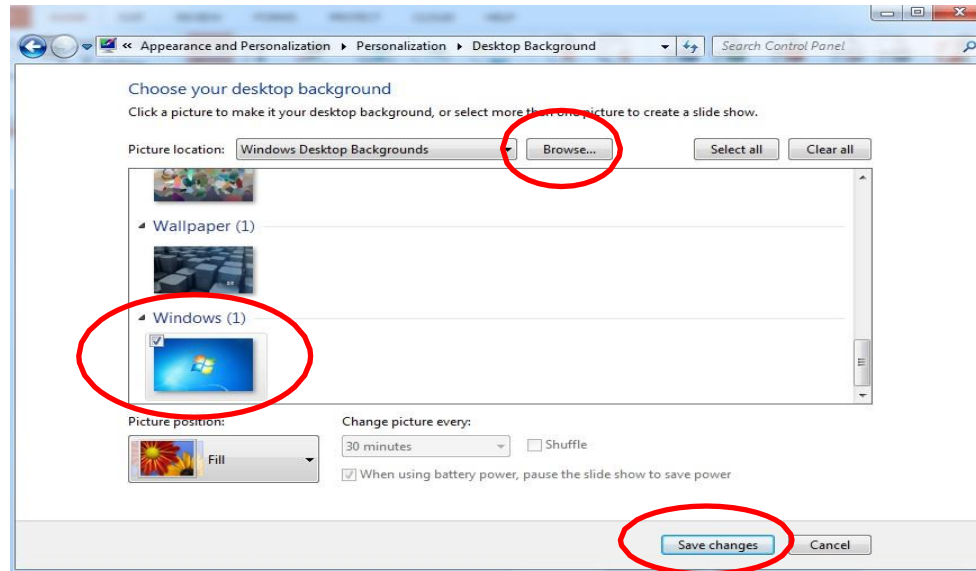 « Appearance and Personalization ▸ Personalization ▸ Desktop Background Search Control Panel
Choose your desktop background
Click a picture to make it your desktop background, or select more than one picture to create a slide show.
Picture location: Windows Desktop Backgrounds Browse... Select all Clear all
Wallpaper (1)
Windows (1)
Picture position: Change picture every:
Fill 30 minutes Shuffle
When using battery power, pause the slide show to save power
Save changes Cancel